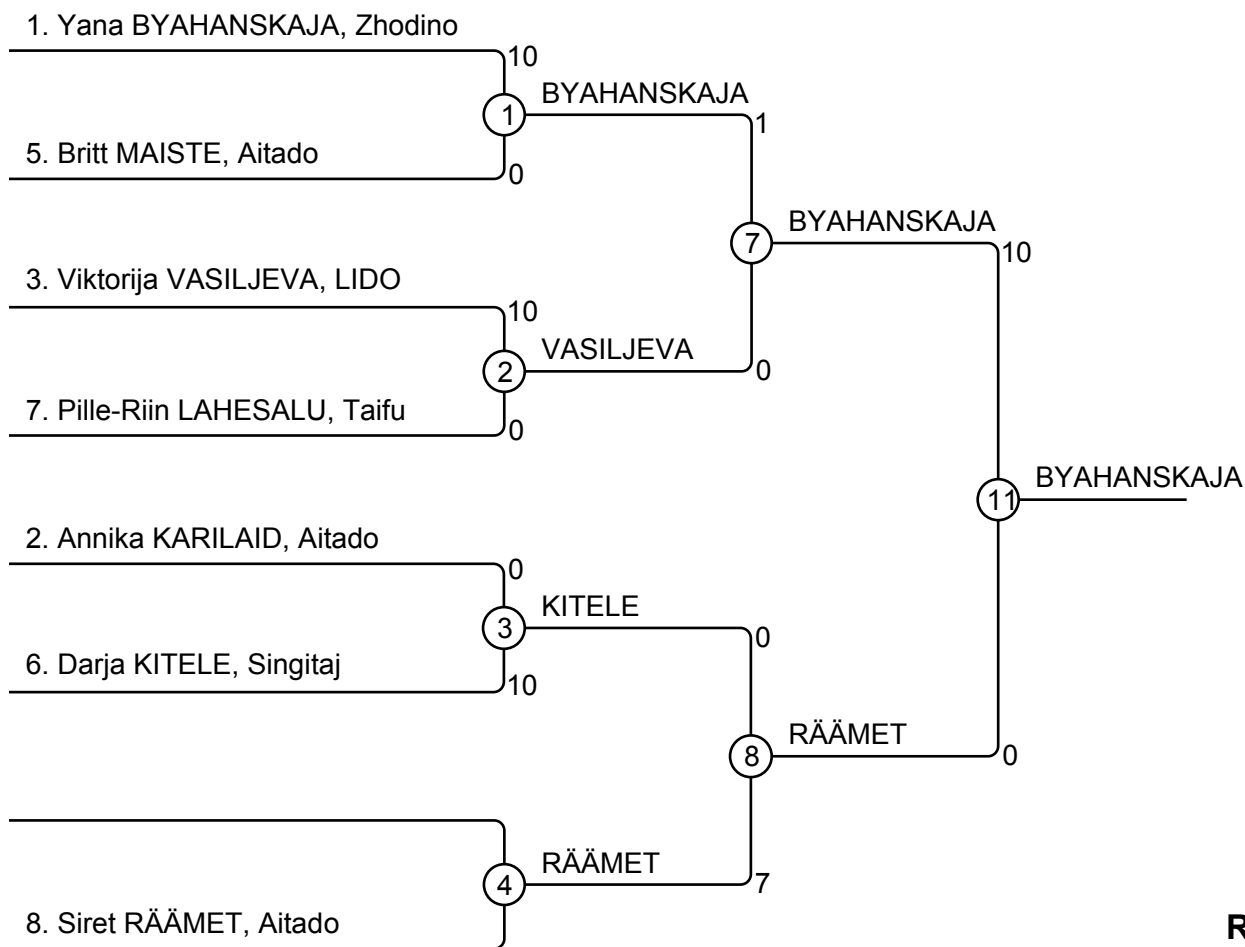 1. Yana BYAHANSKAJA, Zhodino
10
1
BYAHANSKAJA
5. Britt MAISTE, Aitado
0
1
7
BYAHANSKAJA
3. Viktorija VASILJEVA, LIDO
10
2
VASILJEVA
7. Pille-Riin LAHESALU, Taifu
0
0
10
11
BYAHANSKAJA
2. Annika KARILAID, Aitado
0
3
KITELE
6. Darja KITELE, Singitaj
10
0
8
RÄÄMET
0
4
RÄÄMET
7
8. Siret RÄÄMET, Aitado
R